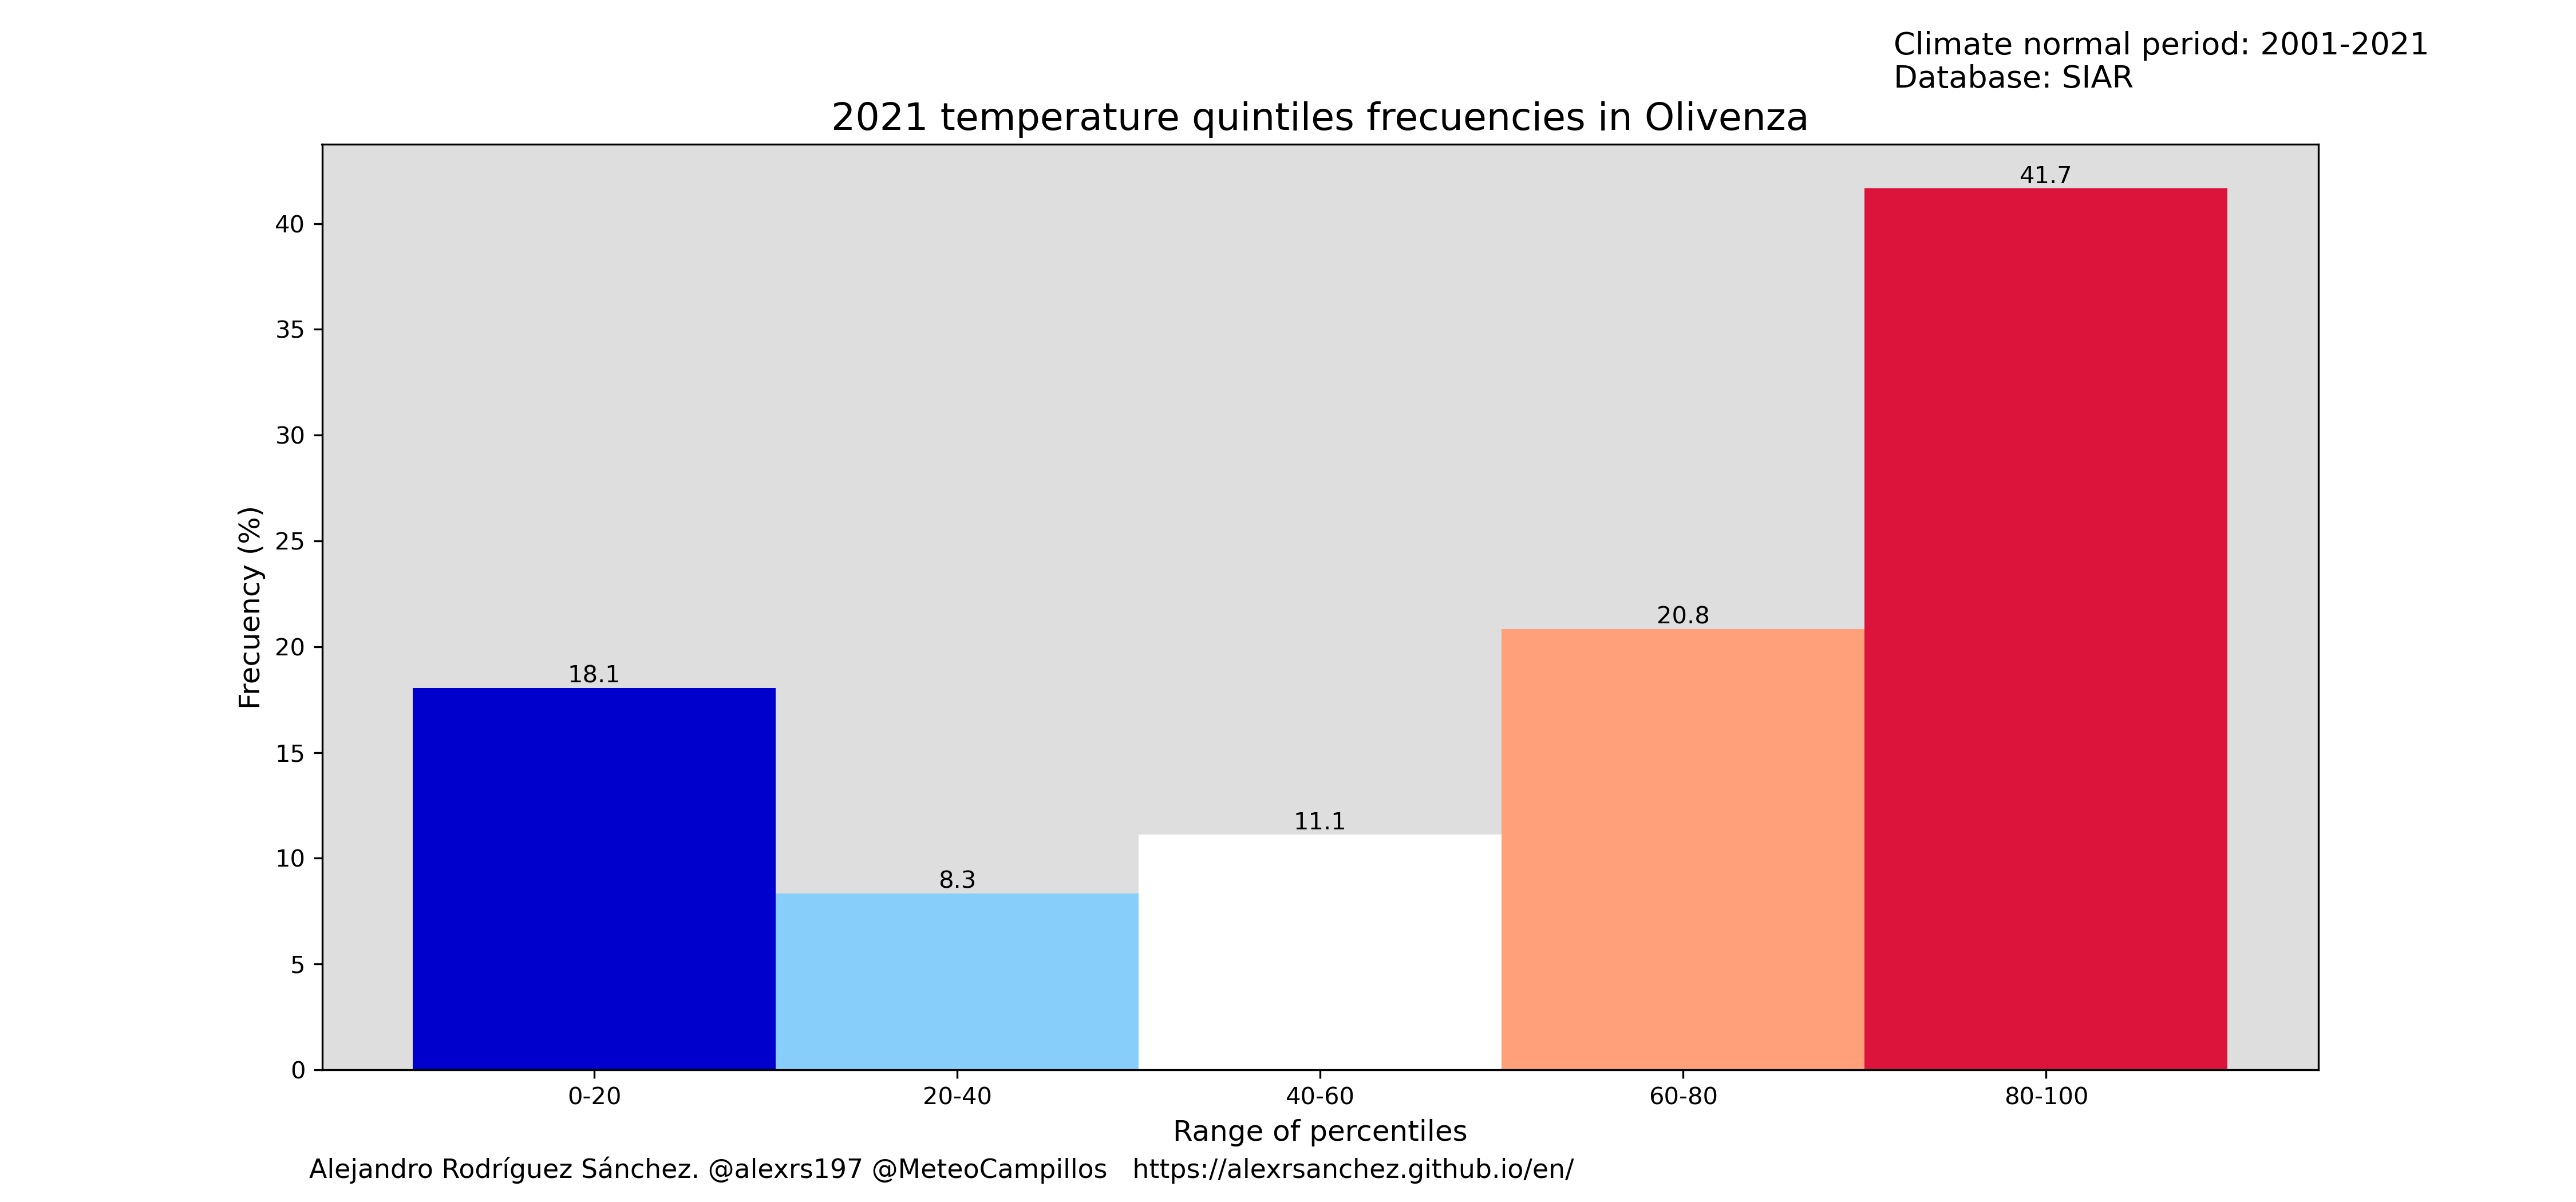 Climate normal period: 2001-2021
Database: SIAR
2021 temperature quintiles frecuencies in Olivenza
41.7
40
35
30
25
20.8
20
18.1
15
11.1
10
8.3
5
0
Frecuency (%)
0-20 20-40 40-60 60-80 80-100
Range of percentiles
Alejandro Rodríguez Sánchez. @alexrs197 @MeteoCampillos https://alexrsanchez.github.io/en/